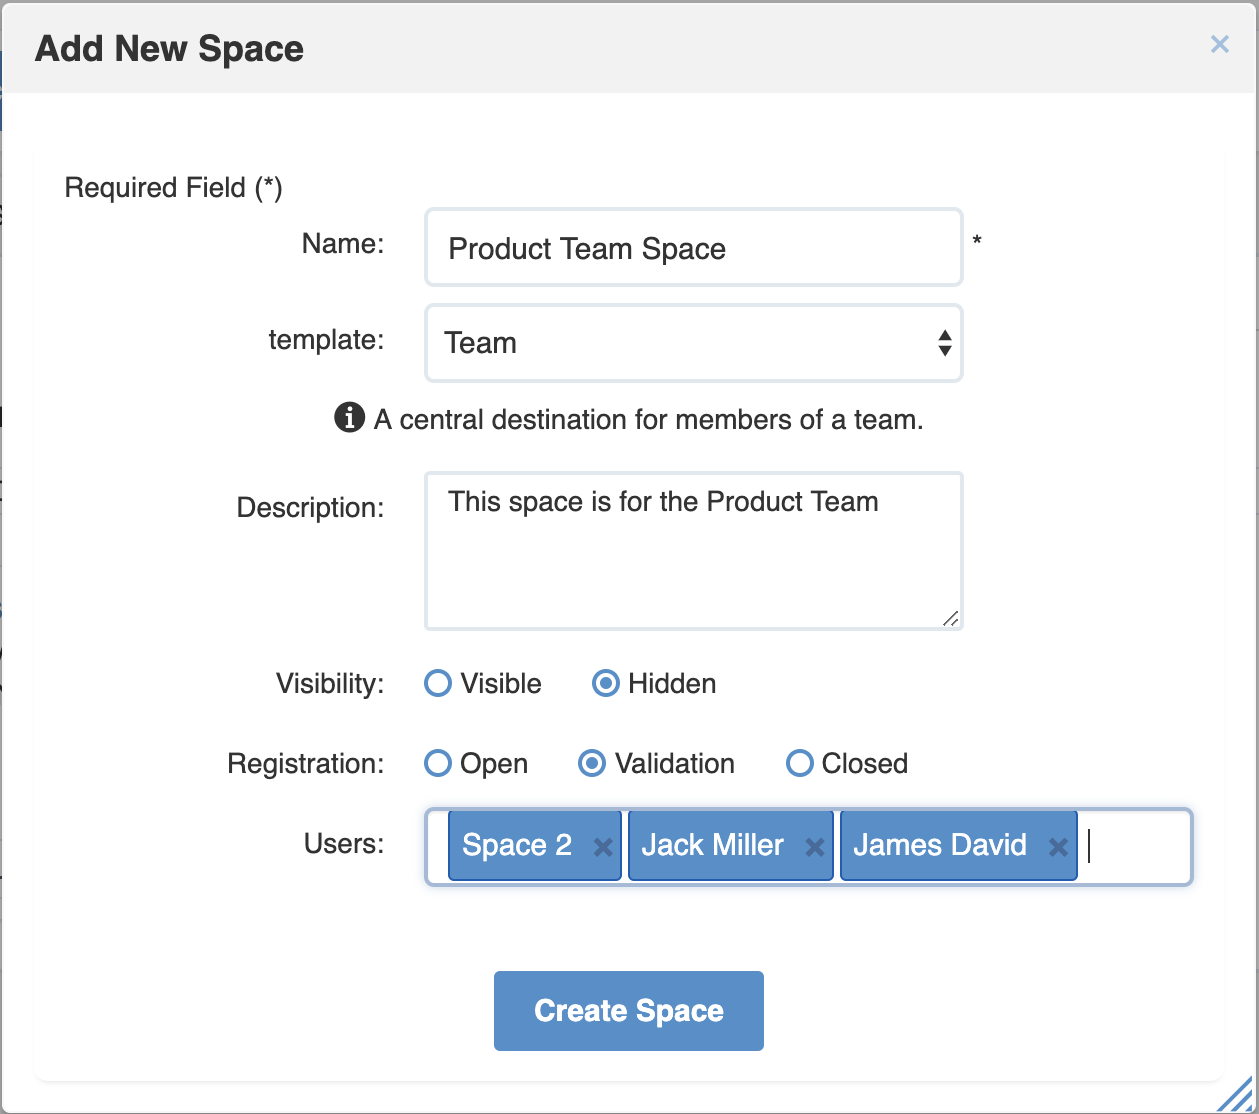 Add New Space ×
Required Field (*)
Name: Product Team Space *
template: Team
A central destination for members of a team.
Description: This space is for the Product Team
Visibility: Visible Hidden
Registration: Open Validation Closed
Users: Space 2 × Jack Miller × James David ×
Create Space